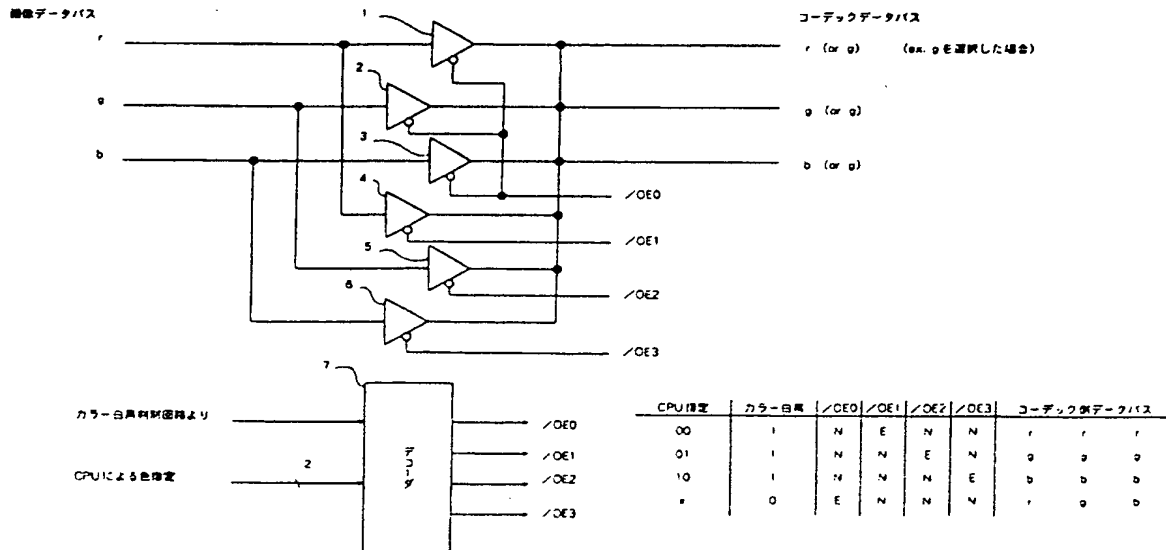 画像データバス
コーデックデータバス
1
r
r (or g) (ex. gを選択した場合)
2
g
g (or g)
3
b
b (or g)
4
/OE0
/OE1
5
/OE2
6
/OE3
7
カラー白黒判別回路より
CPUによる色指定
2
デコーダ
/OE0
/OE1
/OE2
/OE3
CPU指定 カラー白黒 /OE0 /OE1 /OE2 /OE3 コーデック側データバス
00 1 N E N N r r r
01 1 N N E N g g g
10 1 N N N E b b b
* 0 E N N N r g b